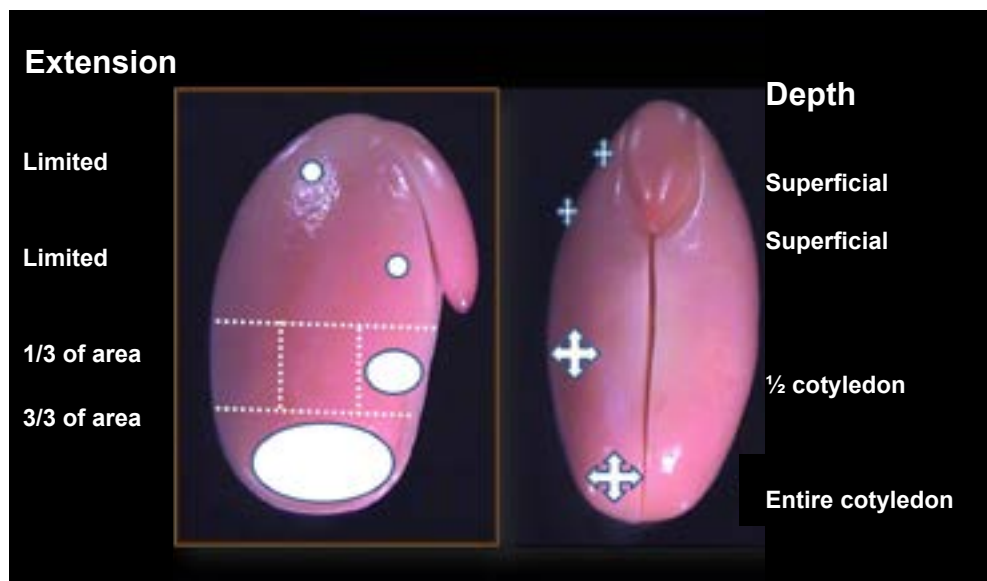 Extension
Depth
Limited
Superficial
Superficial
Limited
1/3 of area
½ cotyledon
3/3 of area
Entire cotyledon